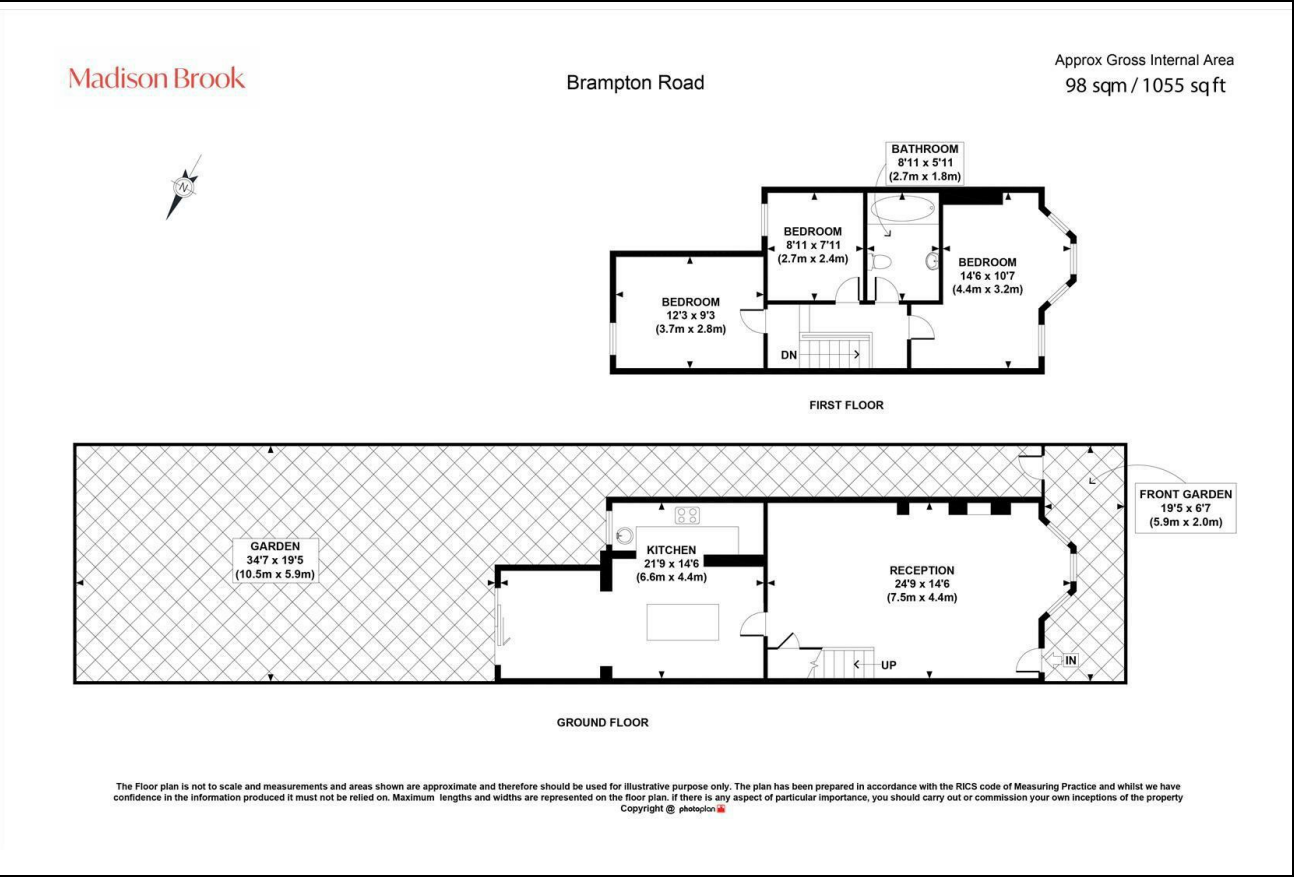 Madison Brook
Brampton Road
Approx Gross Internal Area
98 sqm / 1055 sq ft
N
BATHROOM
8'11 x 5'11
(2.7m x 1.8m)
BEDROOM
8'11 x 7'11
(2.7m x 2.4m)
BEDROOM
14'6 x 10'7
(4.4m x 3.2m)
BEDROOM
12'3 x 9'3
(3.7m x 2.8m)
DN
FIRST FLOOR
FRONT GARDEN
19'5 x 6'7
(5.9m x 2.0m)
GARDEN
34'7 x 19'5
(10.5m x 5.9m)
KITCHEN
21'9 x 14'6
(6.6m x 4.4m)
RECEPTION
24'9 x 14'6
(7.5m x 4.4m)
UP
IN
GROUND FLOOR
The Floor plan is not to scale and measurements and areas shown are approximate and therefore should be used for illustrative purpose only. The plan has been prepared in accordance with the RICS code of Measuring Practice and whilst we have
confidence in the information produced it must not be relied on. Maximum lengths and widths are represented on the floor plan. if there is any aspect of particular importance, you should carry out or commission your own inceptions of the property
Copyright @ photoplan